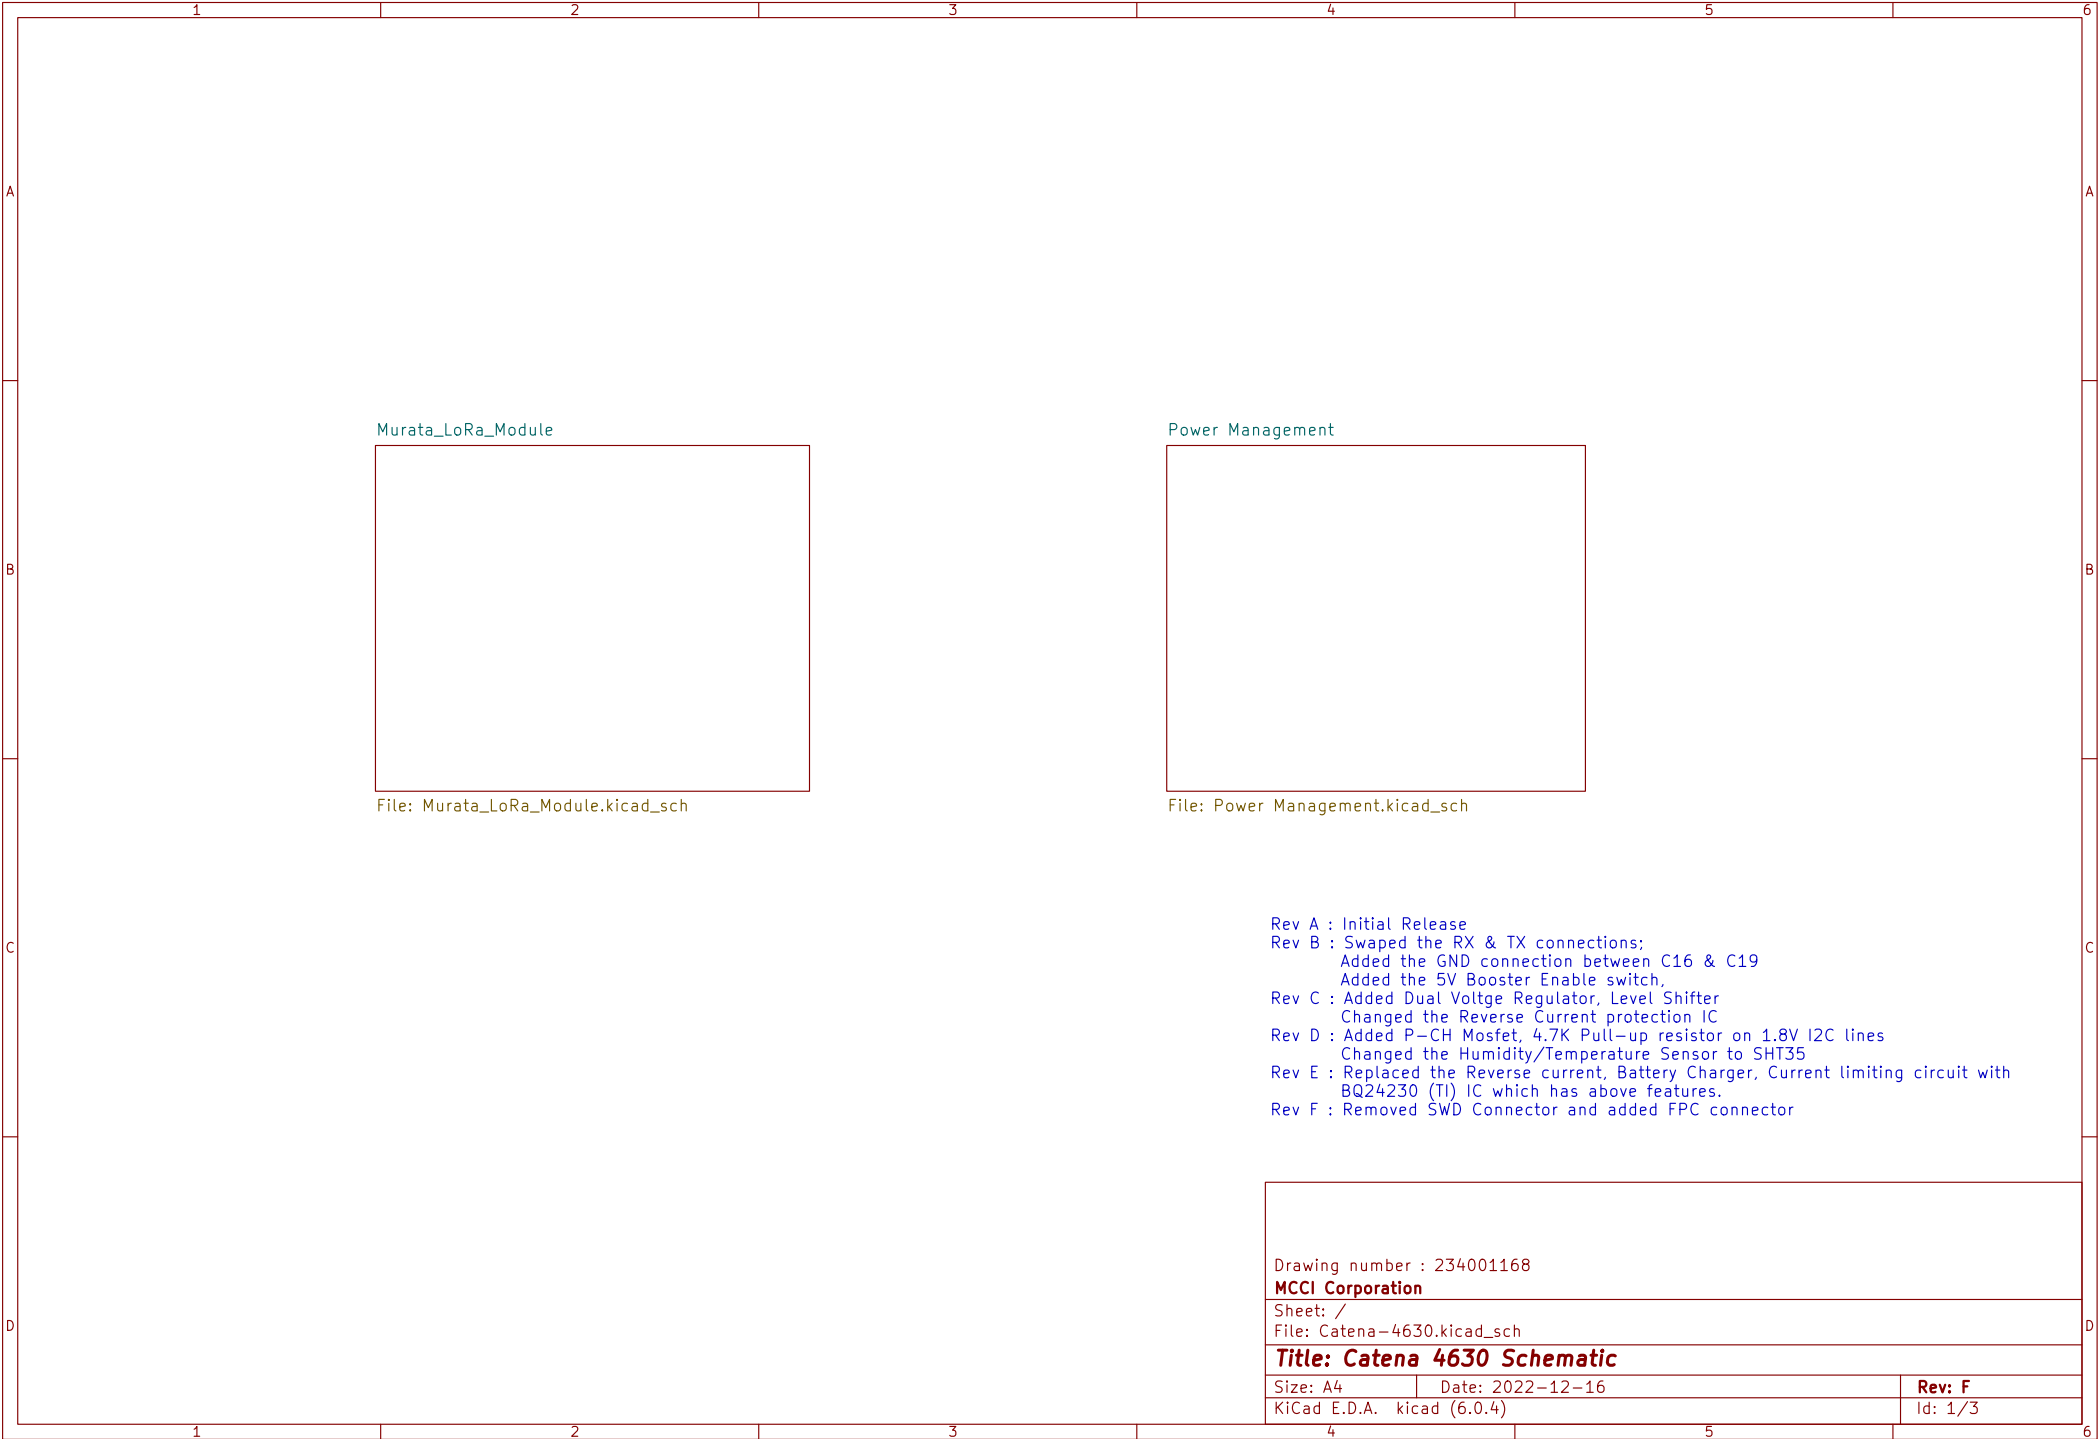 1 2 3 4 5 6
A A
Murata_LoRa_Module
Power Management
B B
File: Murata_LoRa_Module.kicad_sch
File: Power Management.kicad_sch
Rev A : Initial Release
Rev B : Swaped the RX & TX connections;
C C
Added the GND connection between C16 & C19
Added the 5V Booster Enable switch,
Rev C : Added Dual Voltge Regulator, Level Shifter
Changed the Reverse Current protection IC
Rev D : Added P-CH Mosfet, 4.7K Pull-up resistor on 1.8V I2C lines
Changed the Humidity/Temperature Sensor to SHT35
Rev E : Replaced the Reverse current, Battery Charger, Current limiting circuit with
BQ24230 (TI) IC which has above features.
Rev F : Removed SWD Connector and added FPC connector
Drawing number : 234001168
MCCI Corporation
Sheet: /
D D
File: Catena-4630.kicad_sch
Title: Catena 4630 Schematic
Size: A4 Date: 2022-12-16 Rev: F
KiCad E.D.A. kicad (6.0.4) Id: 1/3
1 2 3 4 5 6